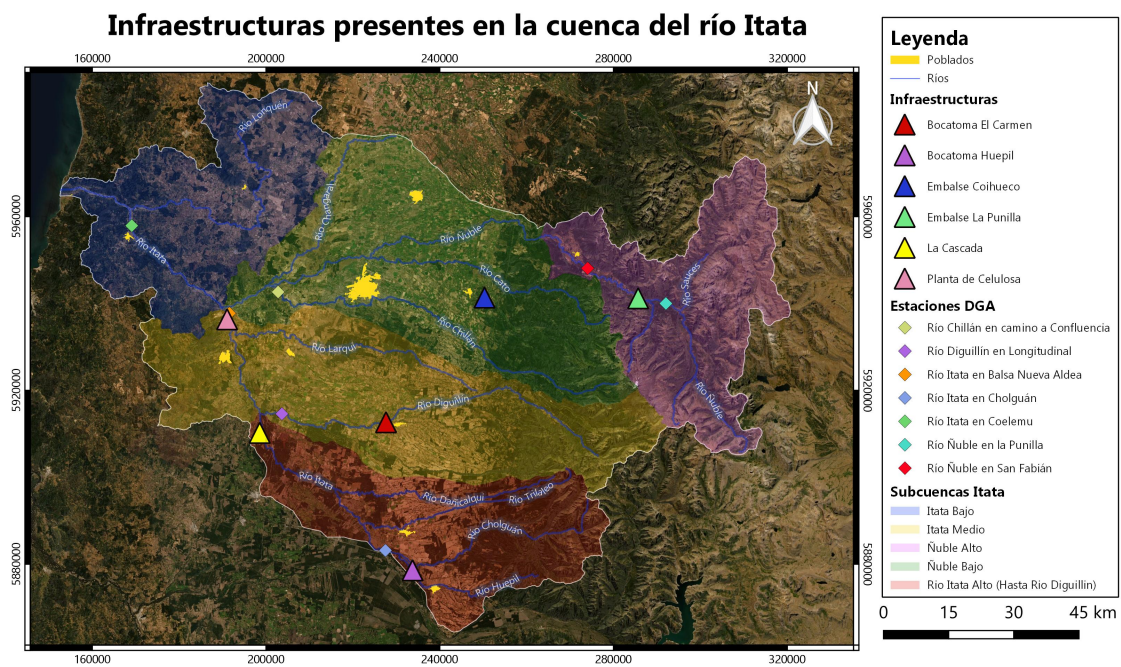 Infraestructuras presentes en la cuenca del río Itata
160000
200000
240000
280000
320000
5960000
5920000
5880000
5960000
5920000
5880000
N
Río Lonquén
Río Changaral
Río Itata
Río Ñuble
Río Cato
Río Chillán
Río Sauces
Río Ñuble
Río Larqui
Río Diguillín
Río Itata
Río Danicalqui
Río Trilaleo
Río Cholguán
Río Huepil
160000
200000
240000
280000
320000
Leyenda
Poblados
Ríos
Infraestructuras
Bocatoma El Carmen
Bocatoma Huepil
Embalse Coihueco
Embalse La Punilla
La Cascada
Planta de Celulosa
Estaciones DGA
Río Chillán en camino a Confluencia
Río Diguillín en Longitudinal
Río Itata en Balsa Nueva Aldea
Río Itata en Cholguán
Río Itata en Coelemu
Río Ñuble en la Punilla
Río Ñuble en San Fabián
Subcuencas Itata
Itata Bajo
Itata Medio
Ñuble Alto
Ñuble Bajo
Río Itata Alto (Hasta Rio Diguillin)
0 15 30 45 km